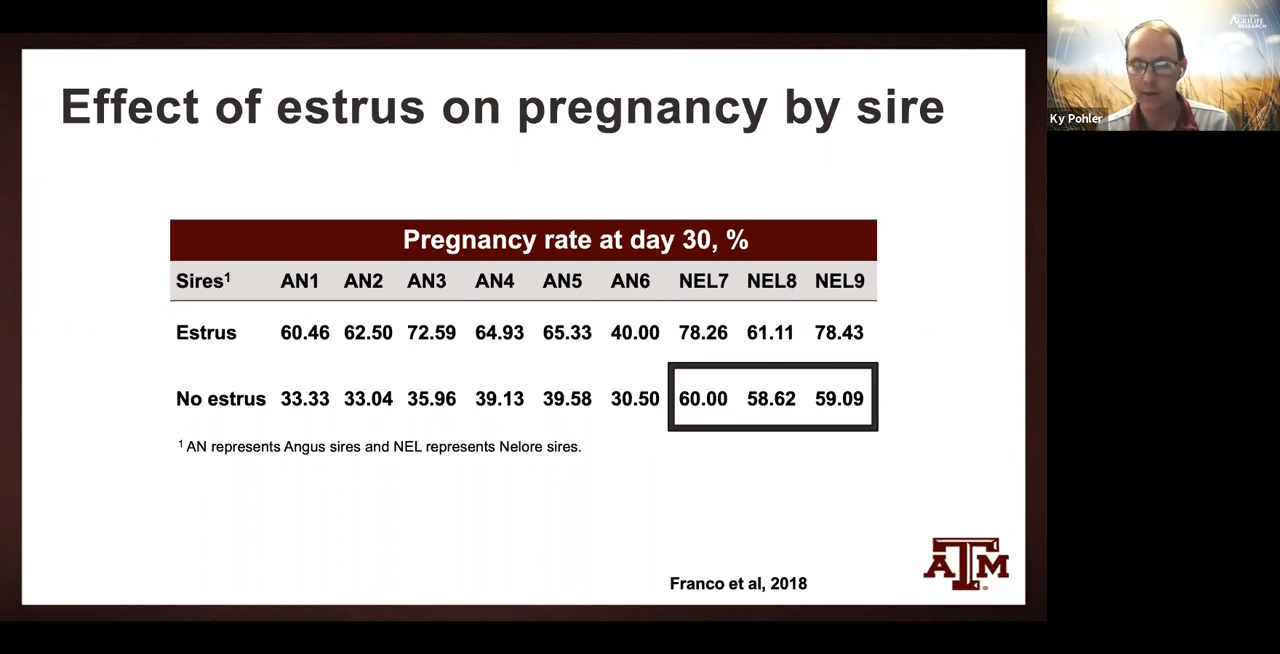 Effect of estrus on pregnancy by sire
Pregnancy rate at day 30, %
Sires¹ AN1 AN2 AN3 AN4 AN5 AN6 NEL7 NEL8 NEL9
Estrus 60.46 62.50 72.59 64.93 65.33 40.00 78.26 61.11 78.43
No estrus 33.33 33.04 35.96 39.13 39.58 30.50 60.00 58.62 59.09
¹ AN represents Angus sires and NEL represents Nelore sires.
Franco et al, 2018
ATM
AGRILIFE
RESEARCH
Ky Pohler